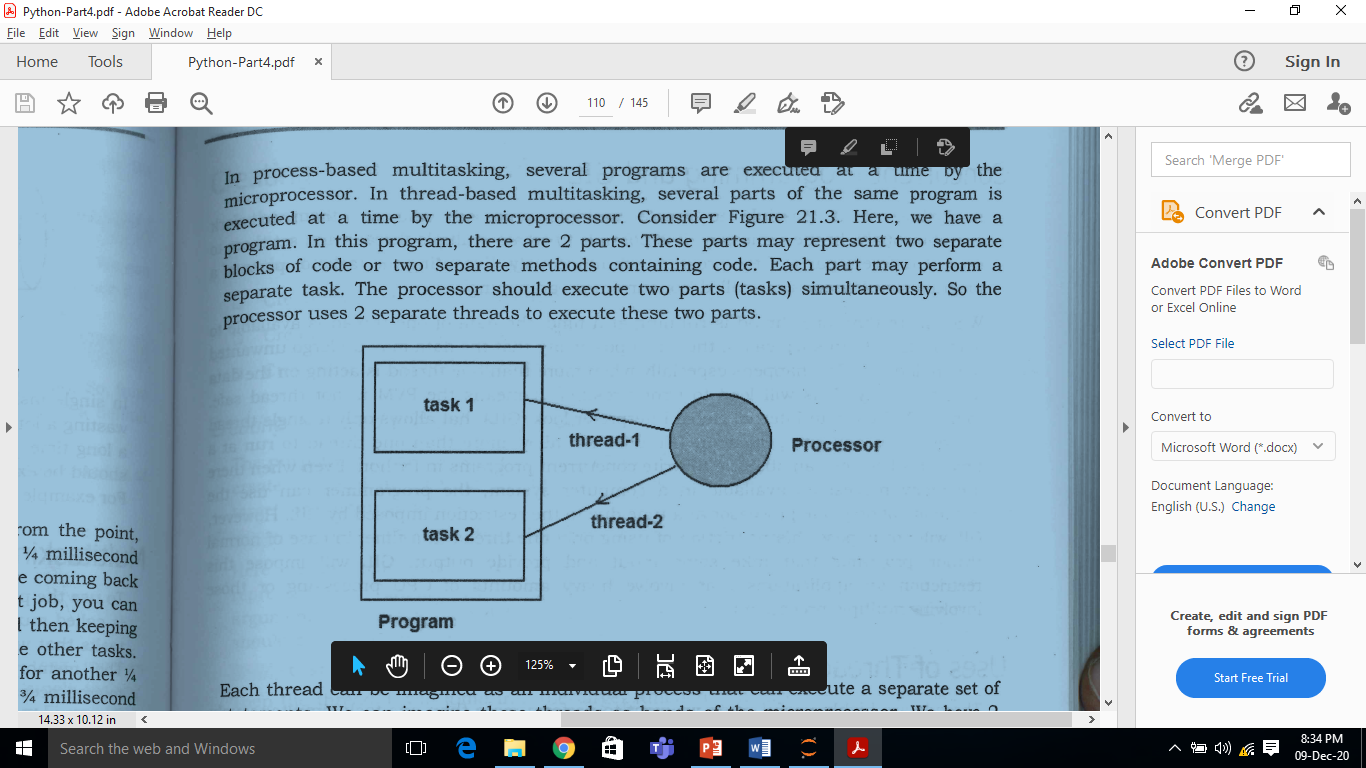 Python-Part4.pdf - Adobe Acrobat Reader DC
File Edit View Sign Window Help
Home Tools Python-Part4.pdf × Sign In
110 / 145
In process-based multitasking, several programs are executed at a time by the
microprocessor. In thread-based multitasking, several parts of the same program is
executed at a time by the microprocessor. Consider Figure 21.3. Here, we have a
program. In this program, there are 2 parts. These parts may represent two separate
blocks of code or two separate methods containing code. Each part may perform a
separate task. The processor should execute two parts (tasks) simultaneously. So the
processor uses 2 separate threads to execute these two parts.
task 1
thread-1
Processor
thread-2
task 2
Program
rom the point,
¼ millisecond
e coming back
t job, you can
then keeping
e other tasks.
for another ¼
¾ millisecond
125%
Each thread can be imagined as an individual process that can execute a separate set of
14.33 x 10.12 in
Search 'Merge PDF'
Convert PDF
Adobe Convert PDF
Convert PDF Files to Word
or Excel Online
Select PDF File
Convert to
Microsoft Word (*.docx)
Document Language:
English (U.S.) Change
Create, edit and sign PDF
forms & agreements
Start Free Trial
Search the web and Windows
8:34 PM
09-Dec-20